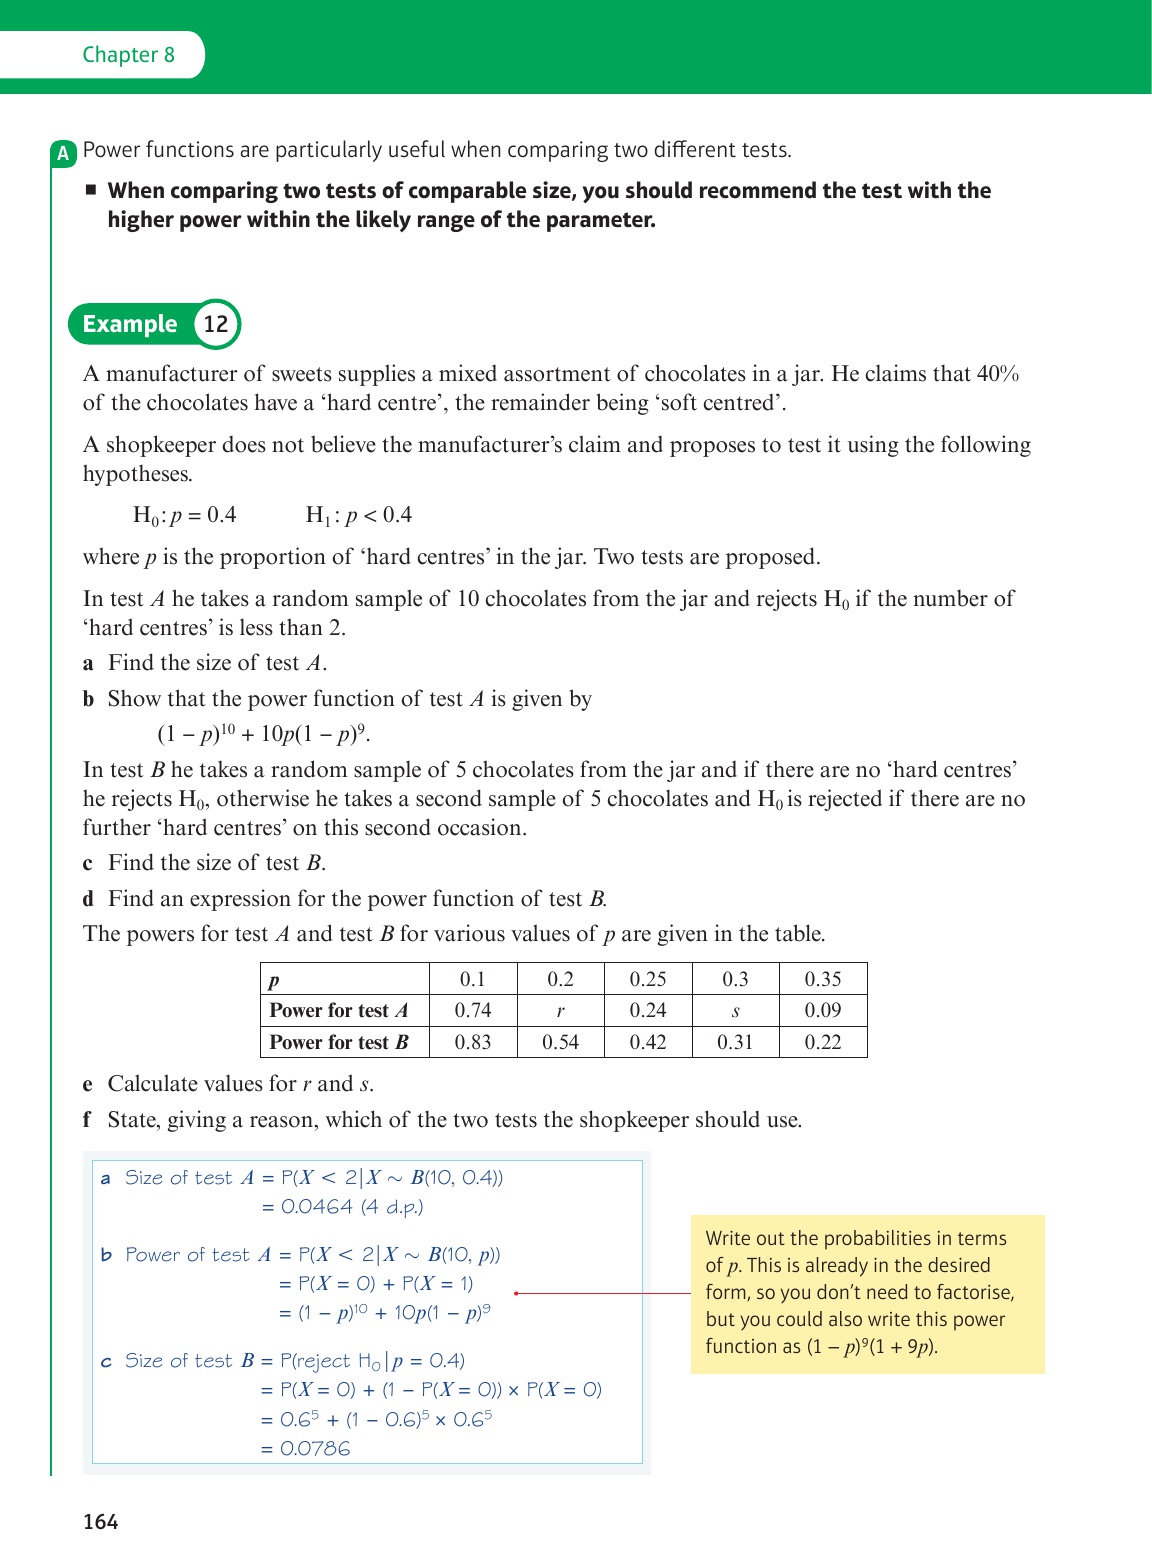 Chapter 8
A Power functions are particularly useful when comparing two different tests.
■ When comparing two tests of comparable size, you should recommend the test with the
higher power within the likely range of the parameter.
Example 12
A manufacturer of sweets supplies a mixed assortment of chocolates in a jar. He claims that 40%
of the chocolates have a ‘hard centre’, the remainder being ‘soft centred’.
A shopkeeper does not believe the manufacturer’s claim and proposes to test it using the following
hypotheses.
H₀: p = 0.4 H₁: p < 0.4
where p is the proportion of ‘hard centres’ in the jar. Two tests are proposed.
In test A he takes a random sample of 10 chocolates from the jar and rejects H₀ if the number of
‘hard centres’ is less than 2.
a Find the size of test A.
b Show that the power function of test A is given by
(1 − p)¹⁰ + 10p(1 − p)⁹.
In test B he takes a random sample of 5 chocolates from the jar and if there are no ‘hard centres’
he rejects H₀, otherwise he takes a second sample of 5 chocolates and H₀ is rejected if there are no
further ‘hard centres’ on this second occasion.
c Find the size of test B.
d Find an expression for the power function of test B.
The powers for test A and test B for various values of p are given in the table.
p 0.1 0.2 0.25 0.3 0.35
Power for test A 0.74 r 0.24 s 0.09
Power for test B 0.83 0.54 0.42 0.31 0.22
e Calculate values for r and s.
f State, giving a reason, which of the two tests the shopkeeper should use.
a Size of test A = P(X < 2|X ~ B(10, 0.4))
= 0.0464 (4 d.p.)
b Power of test A = P(X < 2|X ~ B(10, p))
= P(X = 0) + P(X = 1)
= (1 − p)¹⁰ + 10p(1 − p)⁹
c Size of test B = P(reject H₀|p = 0.4)
= P(X = 0) + (1 − P(X = 0)) × P(X = 0)
= 0.6⁵ + (1 − 0.6)⁵ × 0.6⁵
= 0.0786
Write out the probabilities in terms
of p. This is already in the desired
form, so you don’t need to factorise,
but you could also write this power
function as (1 − p)⁹(1 + 9p).
164